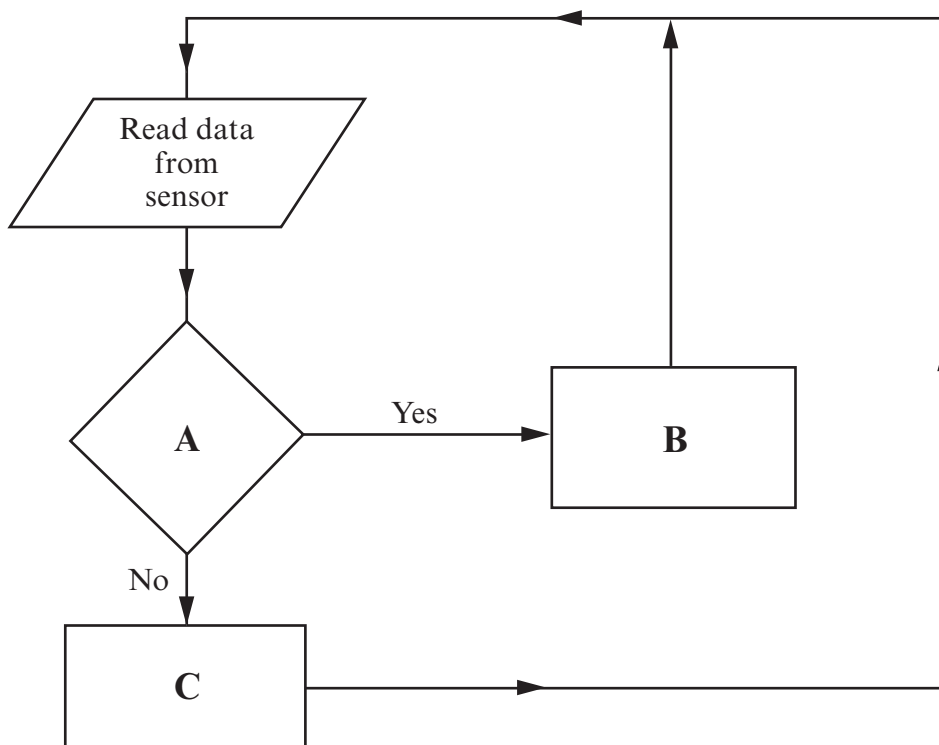 Read data
from
sensor
A
Yes
B
No
C